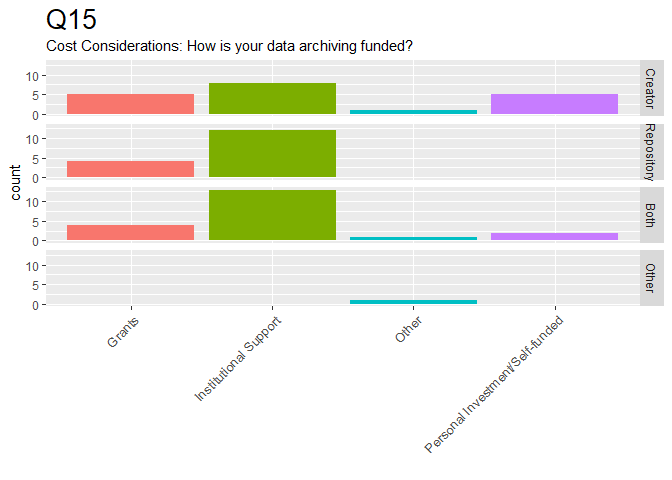 Q15
Cost Considerations: How is your data archiving funded?
count
10
5
0
Creator
10
5
0
Repository
10
5
0
Both
10
5
0
Other
Grants
Institutional Support
Other
Personal Investment/Self-funded